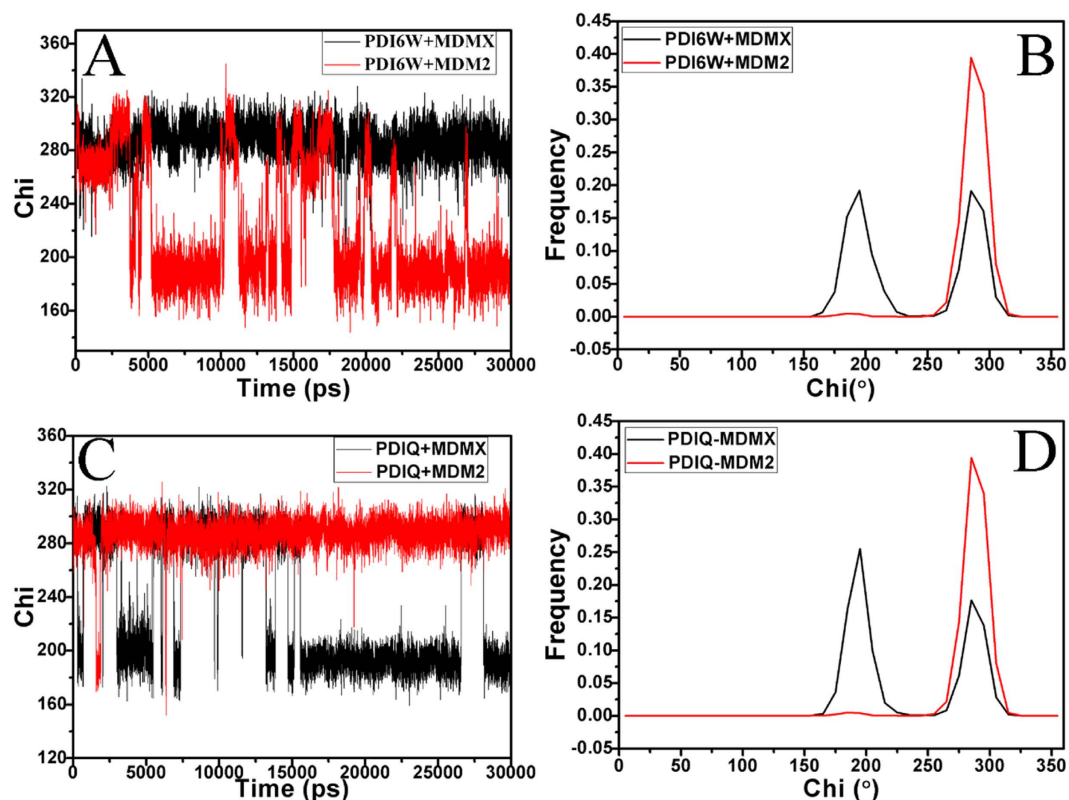 A
PDI6W+MDMX
PDI6W+MDM2
360
320
280
240
200
160
Chi
0 5000 10000 15000 20000 25000 30000
Time (ps)
B
PDI6W+MDMX
PDI6W+MDM2
0.45
0.40
0.35
0.30
0.25
0.20
0.15
0.10
0.05
0.00
-0.05
Frequency
0 50 100 150 200 250 300 350
Chi(°)
C
PDIQ+MDMX
PDIQ+MDM2
360
320
280
240
200
160
120
Chi
0 5000 10000 15000 20000 25000 30000
Time (ps)
D
PDIQ-MDMX
PDIQ-MDM2
0.45
0.40
0.35
0.30
0.25
0.20
0.15
0.10
0.05
0.00
-0.05
Frequency
0 50 100 150 200 250 300 350
Chi (°)